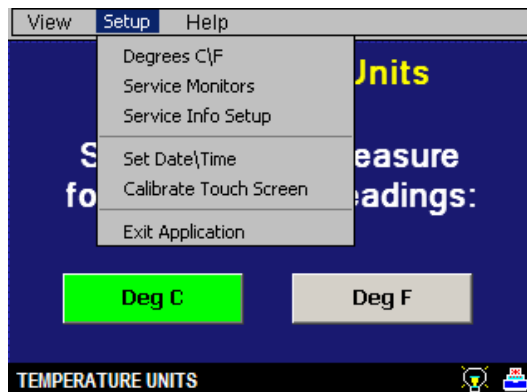 View Setup Help
Degrees C\F
Service Monitors
Service Info Setup
Set Date\Time
Calibrate Touch Screen
Exit Application
Units
S easure
fo eadings:
Deg C Deg F
TEMPERATURE UNITS